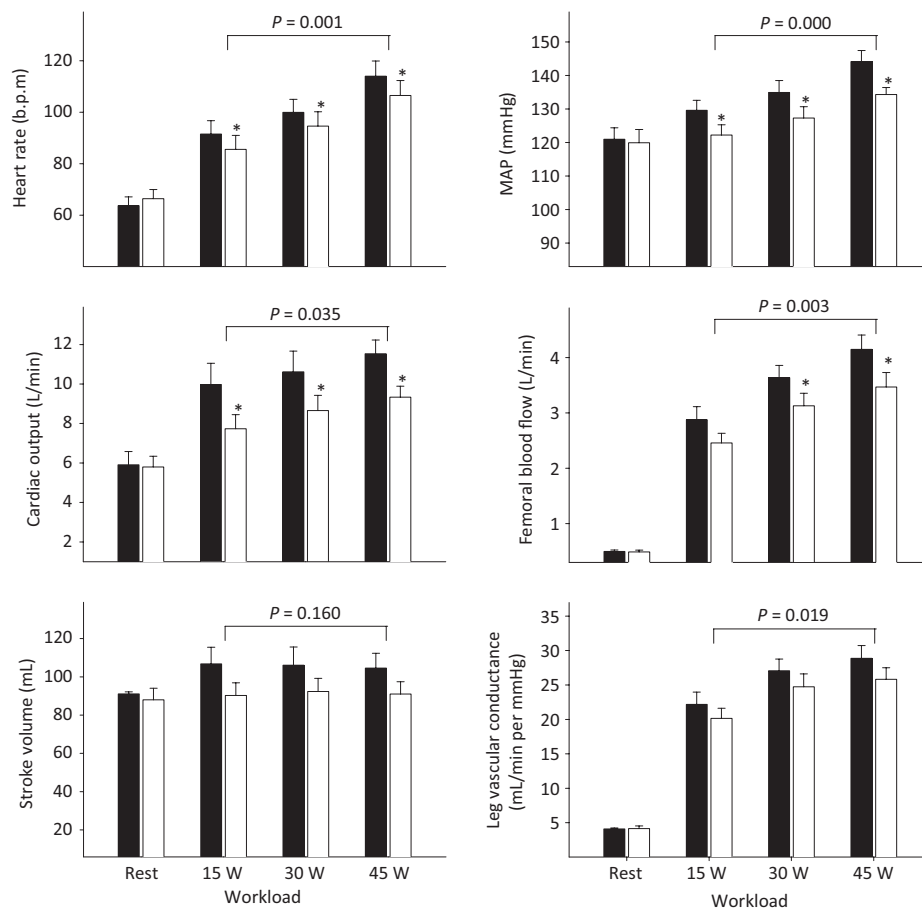 P = 0.001
120
100
80
60
Heart rate (b.p.m)
*
*
*
P = 0.000
150
140
130
120
110
100
90
MAP (mmHg)
*
*
*
P = 0.035
12
10
8
6
4
2
Cardiac output (L/min)
*
*
*
P = 0.003
4
3
2
1
Femoral blood flow (L/min)
*
*
P = 0.160
120
100
80
60
40
20
Stroke volume (mL)
Rest 15 W 30 W 45 W
Workload
P = 0.019
35
30
25
20
15
10
5
Leg vascular conductance
(mL/min per mmHg)
Rest 15 W 30 W 45 W
Workload